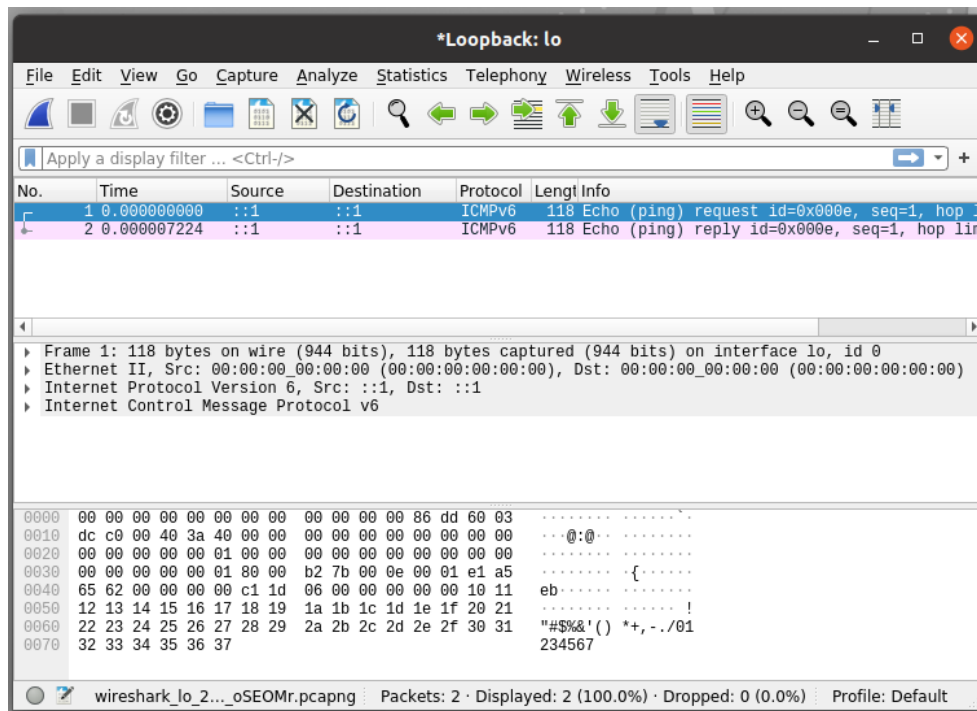 *Loopback: lo
File Edit View Go Capture Analyze Statistics Telephony Wireless Tools Help
Apply a display filter ... <Ctrl-/>
No. Time Source Destination Protocol Lengt Info
1 0.000000000 ::1 ::1 ICMPv6 118 Echo (ping) request id=0x000e, seq=1, hop
2 0.000007224 ::1 ::1 ICMPv6 118 Echo (ping) reply id=0x000e, seq=1, hop lim
Frame 1: 118 bytes on wire (944 bits), 118 bytes captured (944 bits) on interface lo, id 0
Ethernet II, Src: 00:00:00_00:00:00 (00:00:00:00:00:00), Dst: 00:00:00_00:00:00 (00:00:00:00:00:00)
Internet Protocol Version 6, Src: ::1, Dst: ::1
Internet Control Message Protocol v6
0000 00 00 00 00 00 00 00 00 00 00 00 00 86 dd 60 03 ········ ······`·
0010 dc c0 00 40 3a 40 00 00 00 00 00 00 00 00 00 00 ···@:@·· ········
0020 00 00 00 00 00 01 00 00 00 00 00 00 00 00 00 00 ········ ········
0030 00 00 00 00 00 01 80 00 b2 7b 00 0e 00 01 e1 a5 ········ ·{······
0040 65 62 00 00 00 00 c1 1d 06 00 00 00 00 00 10 11 eb······ ········
0050 12 13 14 15 16 17 18 19 1a 1b 1c 1d 1e 1f 20 21 ········ ······ !
0060 22 23 24 25 26 27 28 29 2a 2b 2c 2d 2e 2f 30 31 "#$%&'() *+,-./01
0070 32 33 34 35 36 37 234567
wireshark_lo_2..._oSEOMr.pcapng Packets: 2 · Displayed: 2 (100.0%) · Dropped: 0 (0.0%) Profile: Default